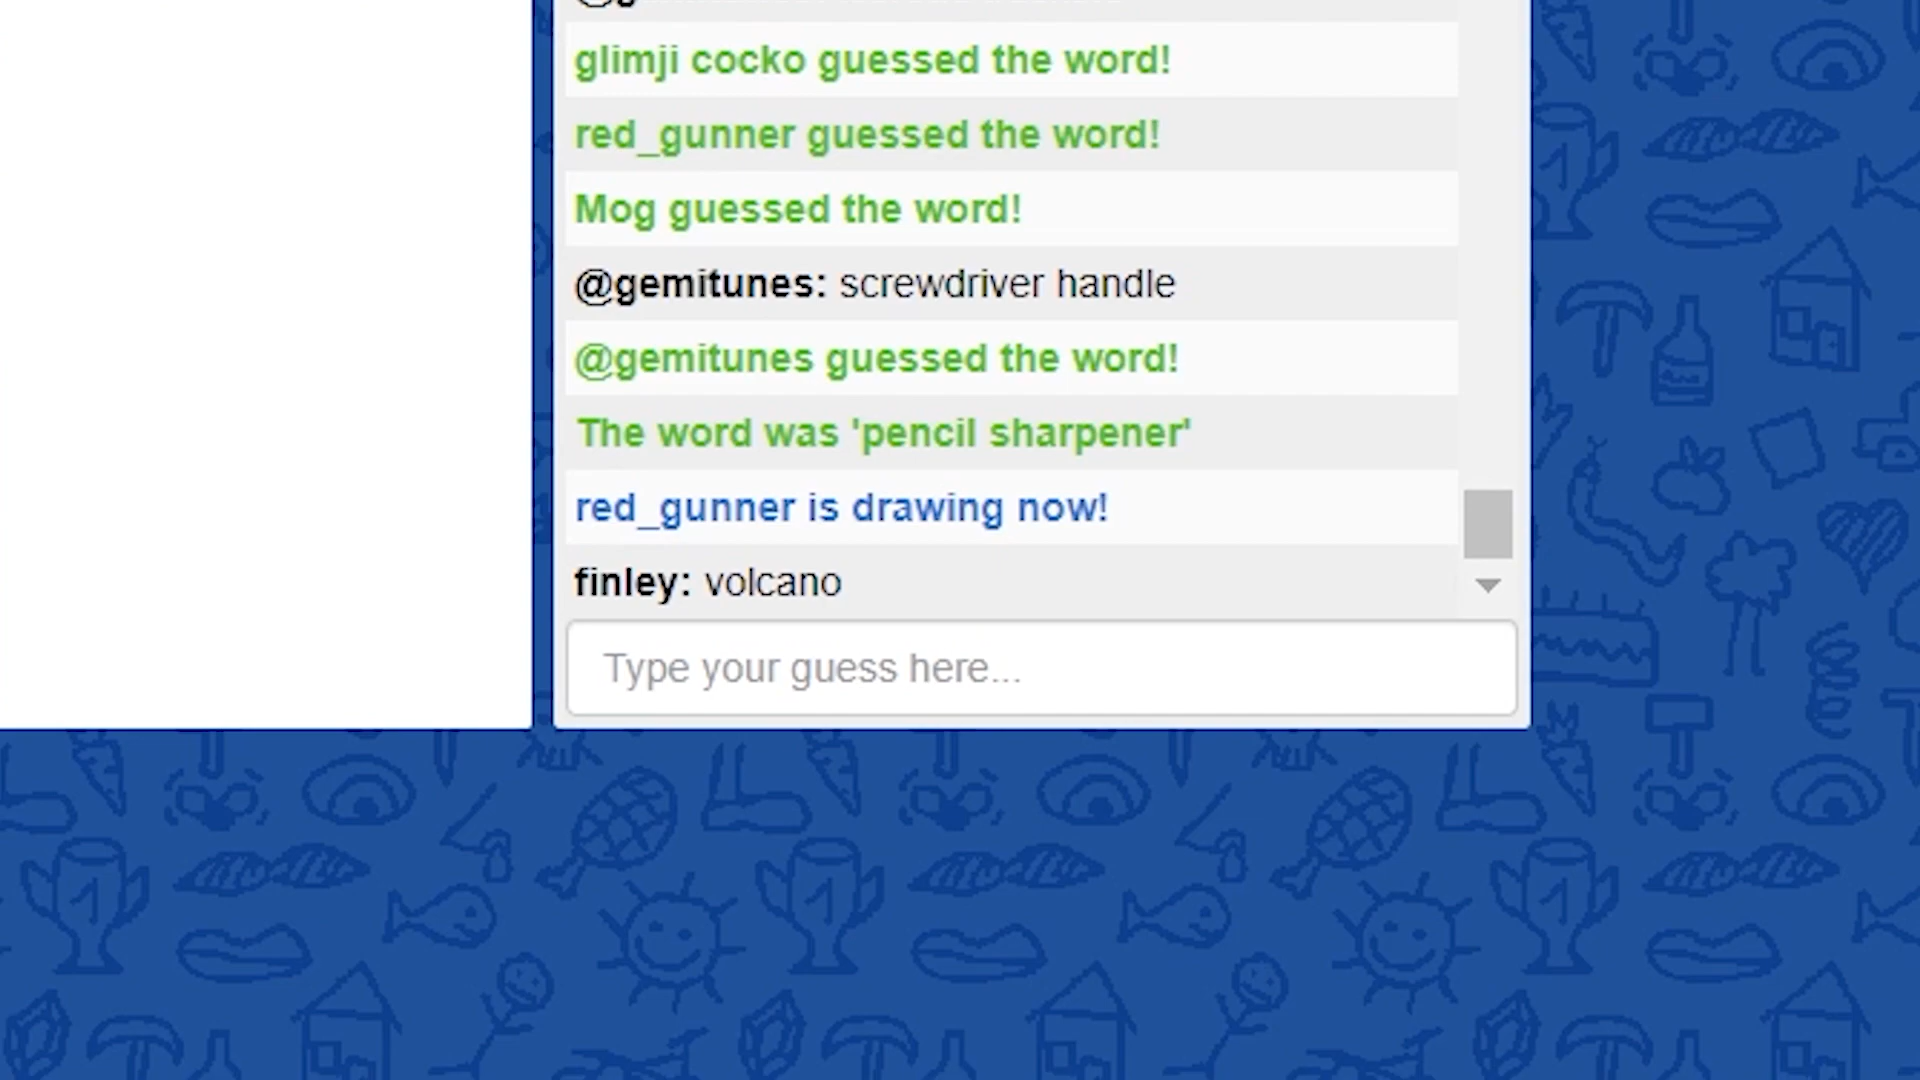 glimji cocko guessed the word!
red_gunner guessed the word!
Mog guessed the word!
@gemitunes: screwdriver handle
@gemitunes guessed the word!
The word was 'pencil sharpener'
red_gunner is drawing now!
finley: volcano
Type your guess here...